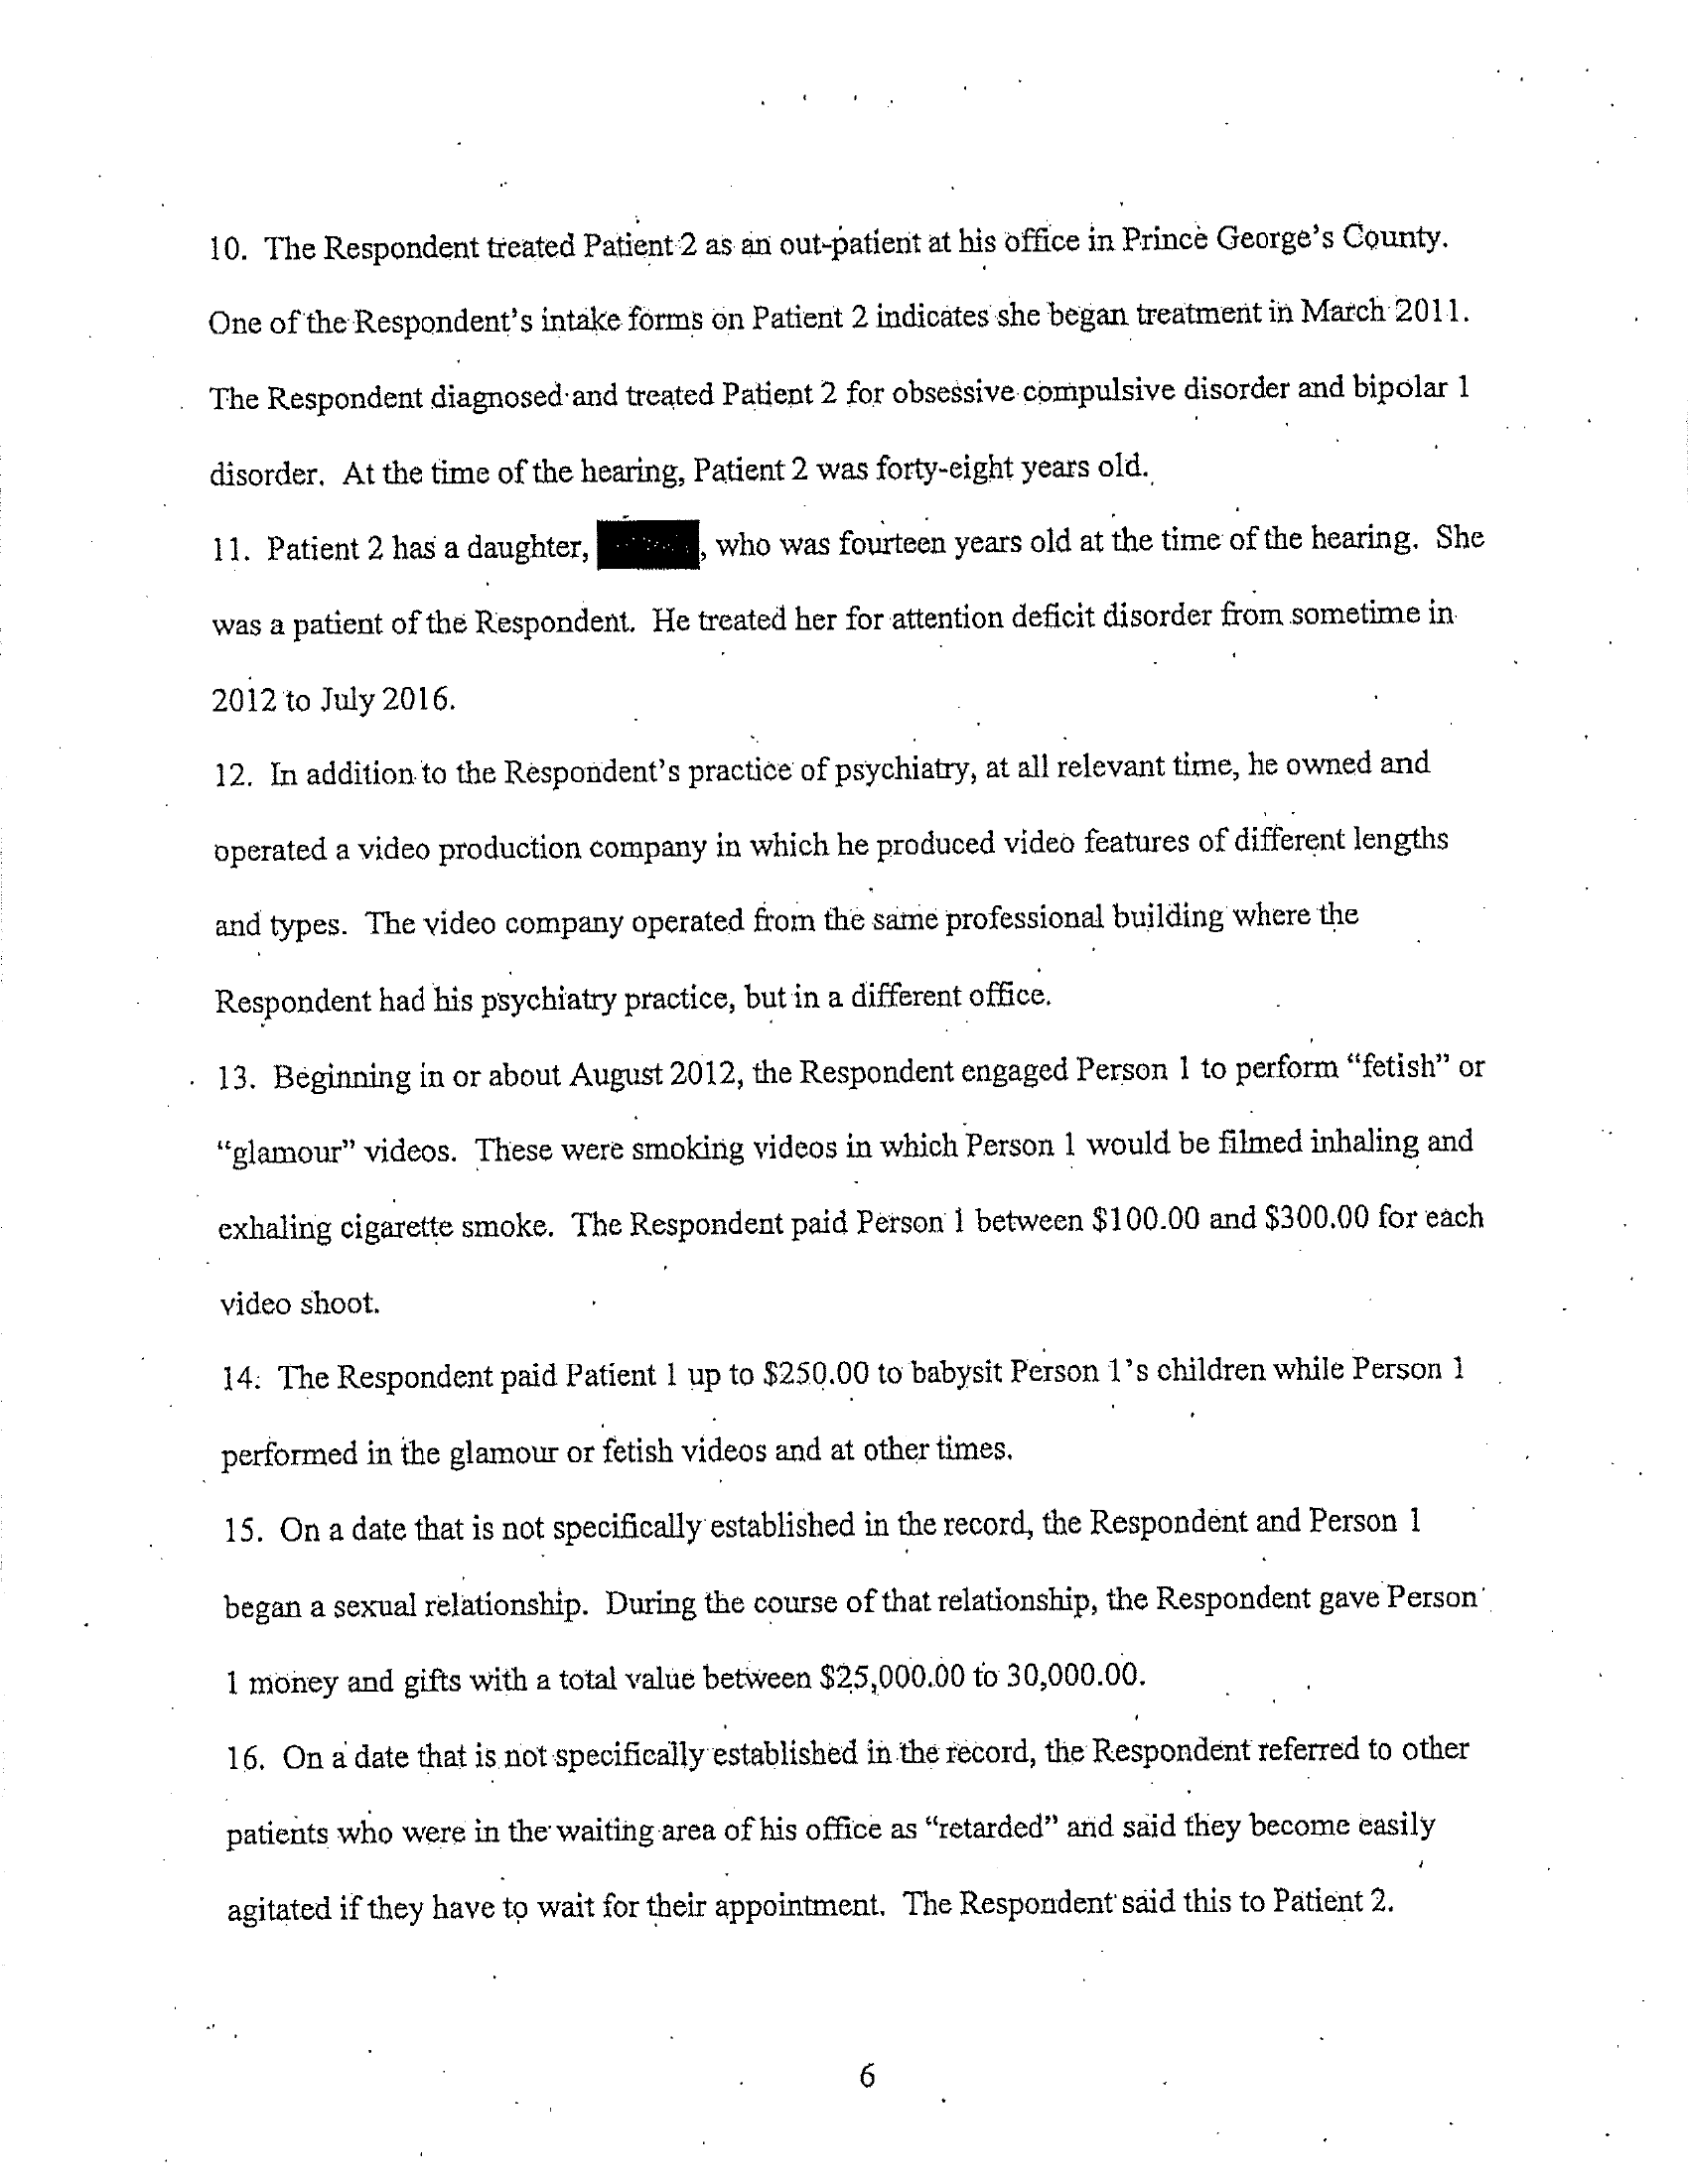 10. The Respondent treated Patient 2 as an out-patient at his office in Prince George's County.
One of the Respondent's intake forms on Patient 2 indicates she began treatment in March 2011.
The Respondent diagnosed and treated Patient 2 for obsessive compulsive disorder and bipolar 1
disorder. At the time of the hearing, Patient 2 was forty-eight years old.
11. Patient 2 has a daughter, , who was fourteen years old at the time of the hearing. She
was a patient of the Respondent. He treated her for attention deficit disorder from sometime in
2012 to July 2016.
12. In addition to the Respondent's practice of psychiatry, at all relevant time, he owned and
operated a video production company in which he produced video features of different lengths
and types. The video company operated from the same professional building where the
Respondent had his psychiatry practice, but in a different office.
13. Beginning in or about August 2012, the Respondent engaged Person 1 to perform “fetish” or
“glamour” videos. These were smoking videos in which Person 1 would be filmed inhaling and
exhaling cigarette smoke. The Respondent paid Person 1 between $100.00 and $300.00 for each
video shoot.
14. The Respondent paid Patient 1 up to $250.00 to babysit Person 1's children while Person 1
performed in the glamour or fetish videos and at other times.
15. On a date that is not specifically established in the record, the Respondent and Person 1
began a sexual relationship. During the course of that relationship, the Respondent gave Person
1 money and gifts with a total value between $25,000.00 to 30,000.00.
16. On a date that is not specifically established in the record, the Respondent referred to other
patients who were in the waiting area of his office as “retarded” and said they become easily
agitated if they have to wait for their appointment. The Respondent said this to Patient 2.
6